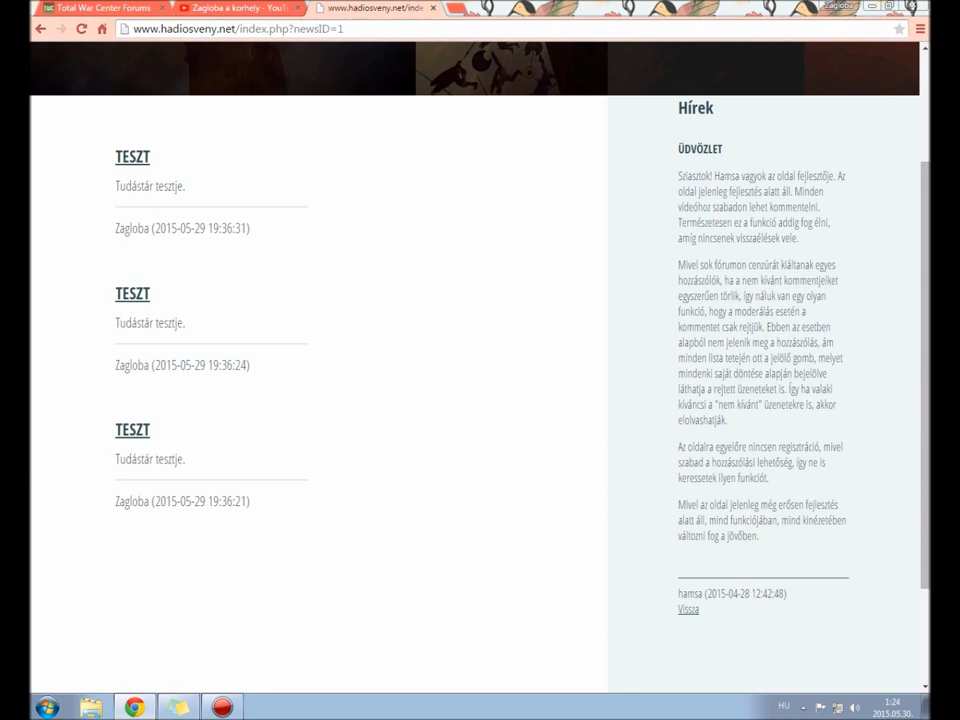 Total War Center Forums
Zagloba a korhely - YouTu
www.hadiosveny.net/inde
Zagloba
www.hadiosveny.net/index.php?newsID=1
TESZT
Tudástár tesztje.
Zagloba (2015-05-29 19:36:31)
TESZT
Tudástár tesztje.
Zagloba (2015-05-29 19:36:24)
TESZT
Tudástár tesztje.
Zagloba (2015-05-29 19:36:21)
Hírek
ÜDVÖZLET
Sziasztok! Hamsa vagyok az oldal fejlesztője. Az
oldal jelenleg fejlesztés alatt áll. Minden
videóhoz szabadon lehet kommentelni.
Természetesen ez a funkció addig fog élni,
amíg nincsenek visszaélések vele.
Mivel sok fórumon cenzúrát kiáltanak egyes
hozzászólók, ha a nem kívánt kommentjeiket
egyszerűen törlik, így náluk van egy olyan
funkció, hogy a moderálás esetén a
kommentet csak rejtjük. Ebben az esetben
alapból nem jelenik meg a hozzászólás, ám
minden lista tetején ott a jelölő gomb, melyet
mindenki saját döntése alapján bejelölve
láthatja a rejtett üzeneteket is. Így ha valaki
kíváncsi a "nem kívánt" üzenetekre is, akkor
elolvashatják.
Az oldalra egyelőre nincsen regisztráció, mivel
szabad a hozzászólási lehetőség, így ne is
keressetek ilyen funkciót.
Mivel az oldal jelenleg még erősen fejlesztés
alatt áll, mind funkciójában, mind kinézetében
változni fog a jövőben.
hamsa (2015-04-28 12:42:48)
Vissza
HU
1:24
2015.05.30.